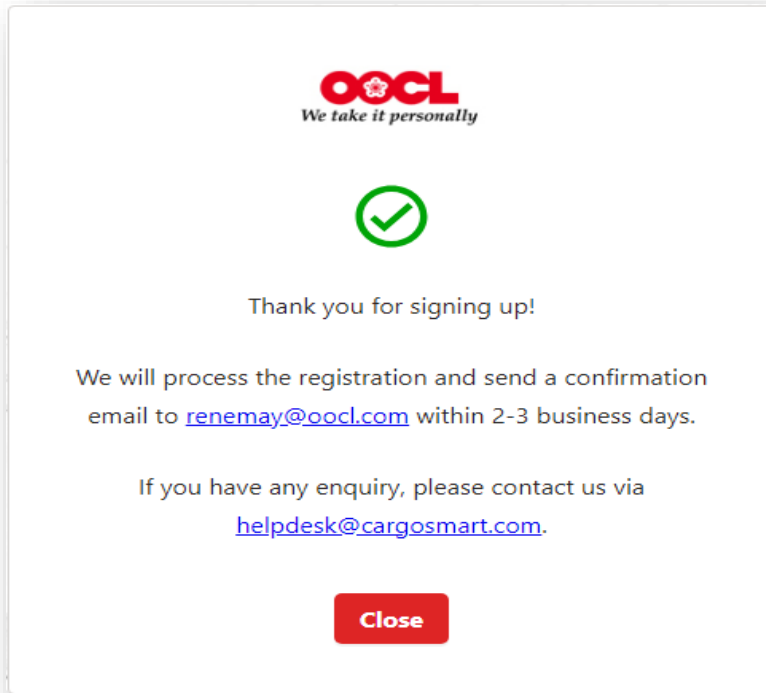 OOCL
We take it personally
Thank you for signing up!
We will process the registration and send a confirmation
email to renemay@oocl.com within 2-3 business days.
If you have any enquiry, please contact us via
helpdesk@cargosmart.com.
Close